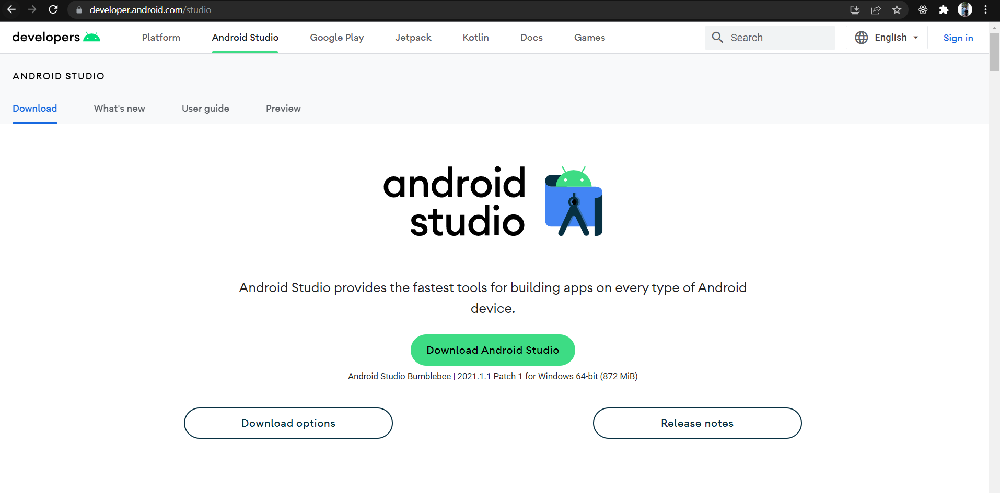 developer.android.com/studio
developers
Platform
Android Studio
Google Play
Jetpack
Kotlin
Docs
Games
Search
English
Sign in
ANDROID STUDIO
Download
What's new
User guide
Preview
android
studio
Android Studio provides the fastest tools for building apps on every type of Android
device.
Download Android Studio
Android Studio Bumblebee | 2021.1.1 Patch 1 for Windows 64-bit (872 MiB)
Download options
Release notes